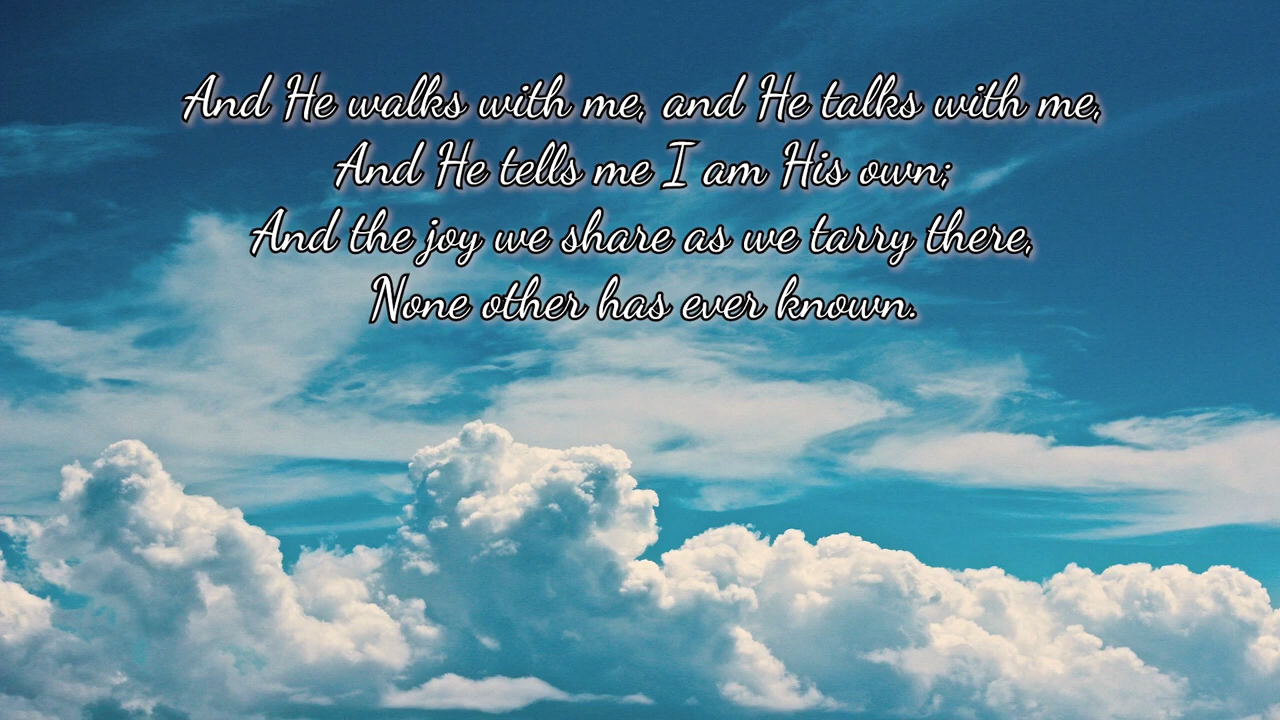 And He walks with me, and He talks with me,
And He tells me I am His own;
And the joy we share as we tarry there,
None other has ever known.